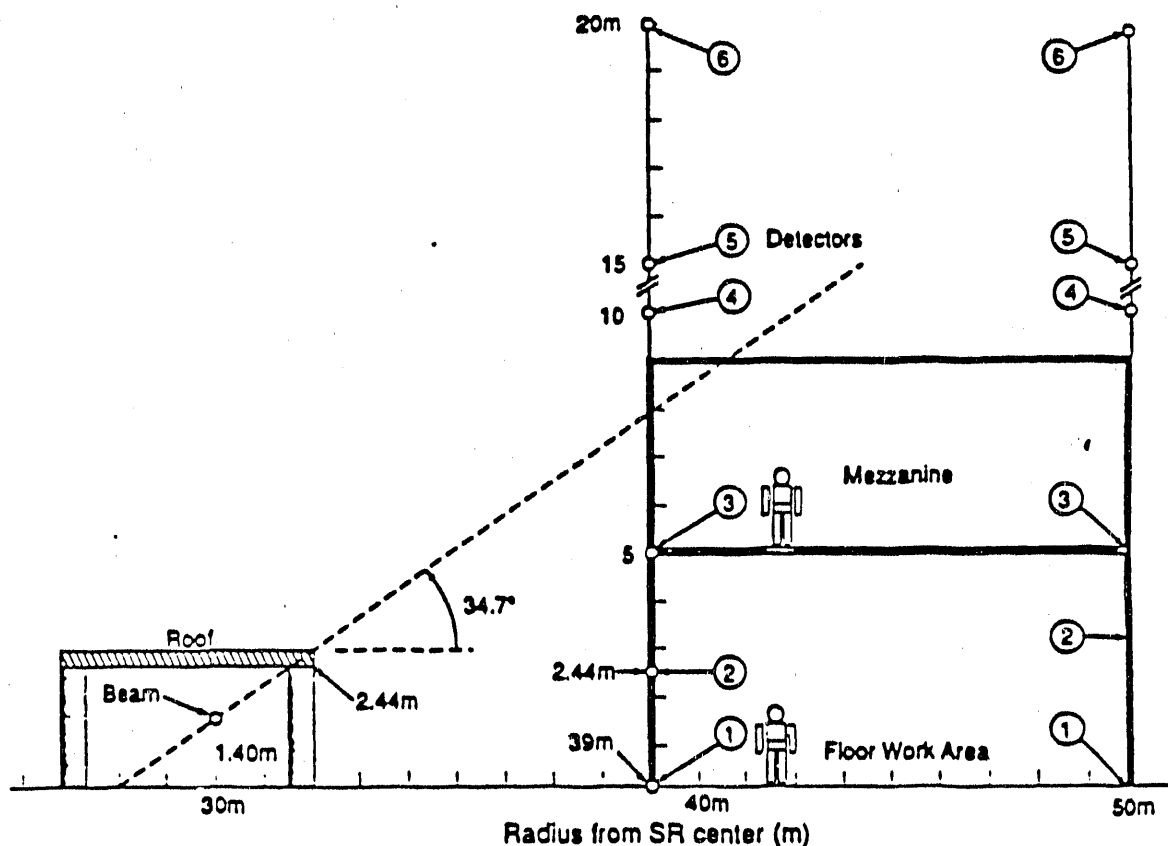 20m
6
6
5
Detectors
5
15
4
4
10
Mezzanine
3
3
5
34.7°
Roof
2
2.44m
2
2.44m
Beam
1.40m
1
39m
Floor Work Area
1
30m
40m
50m
Radius from SR center (m)